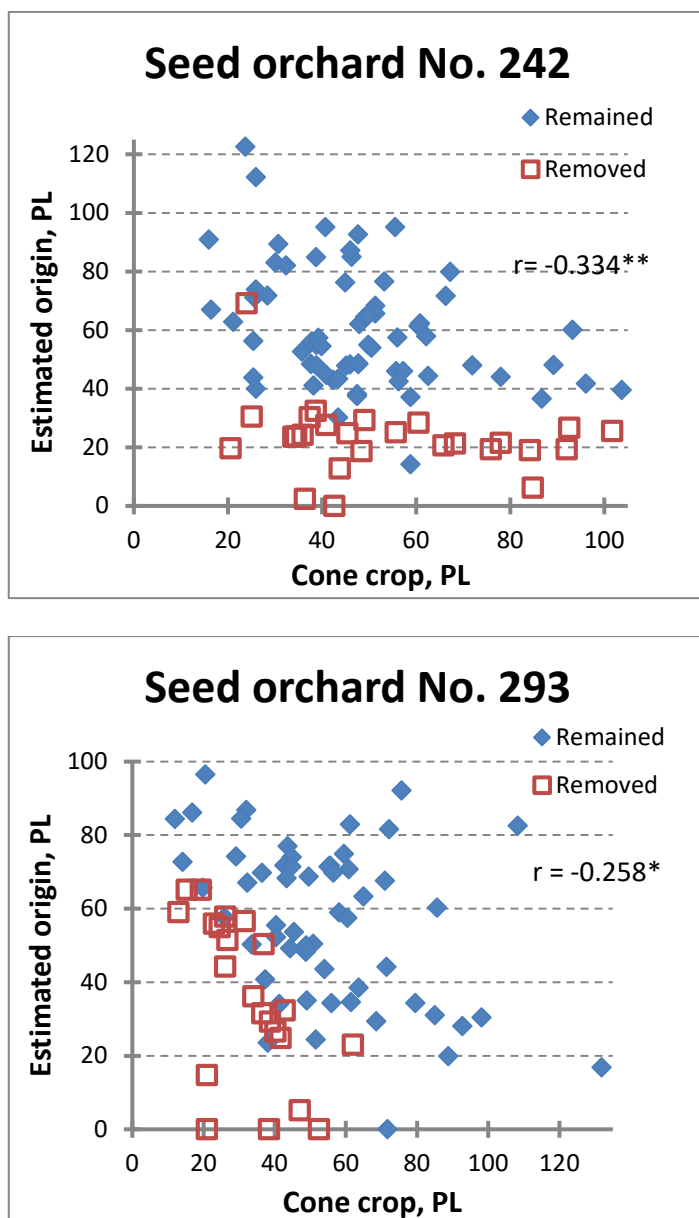 Seed orchard No. 242
Remained
Removed
r= -0.334**
Estimated origin, PL
120
100
80
60
40
20
0
0 20 40 60 80 100
Cone crop, PL
Seed orchard No. 293
Remained
Removed
r = -0.258*
Estimated origin, PL
100
80
60
40
20
0
0 20 40 60 80 100 120
Cone crop, PL